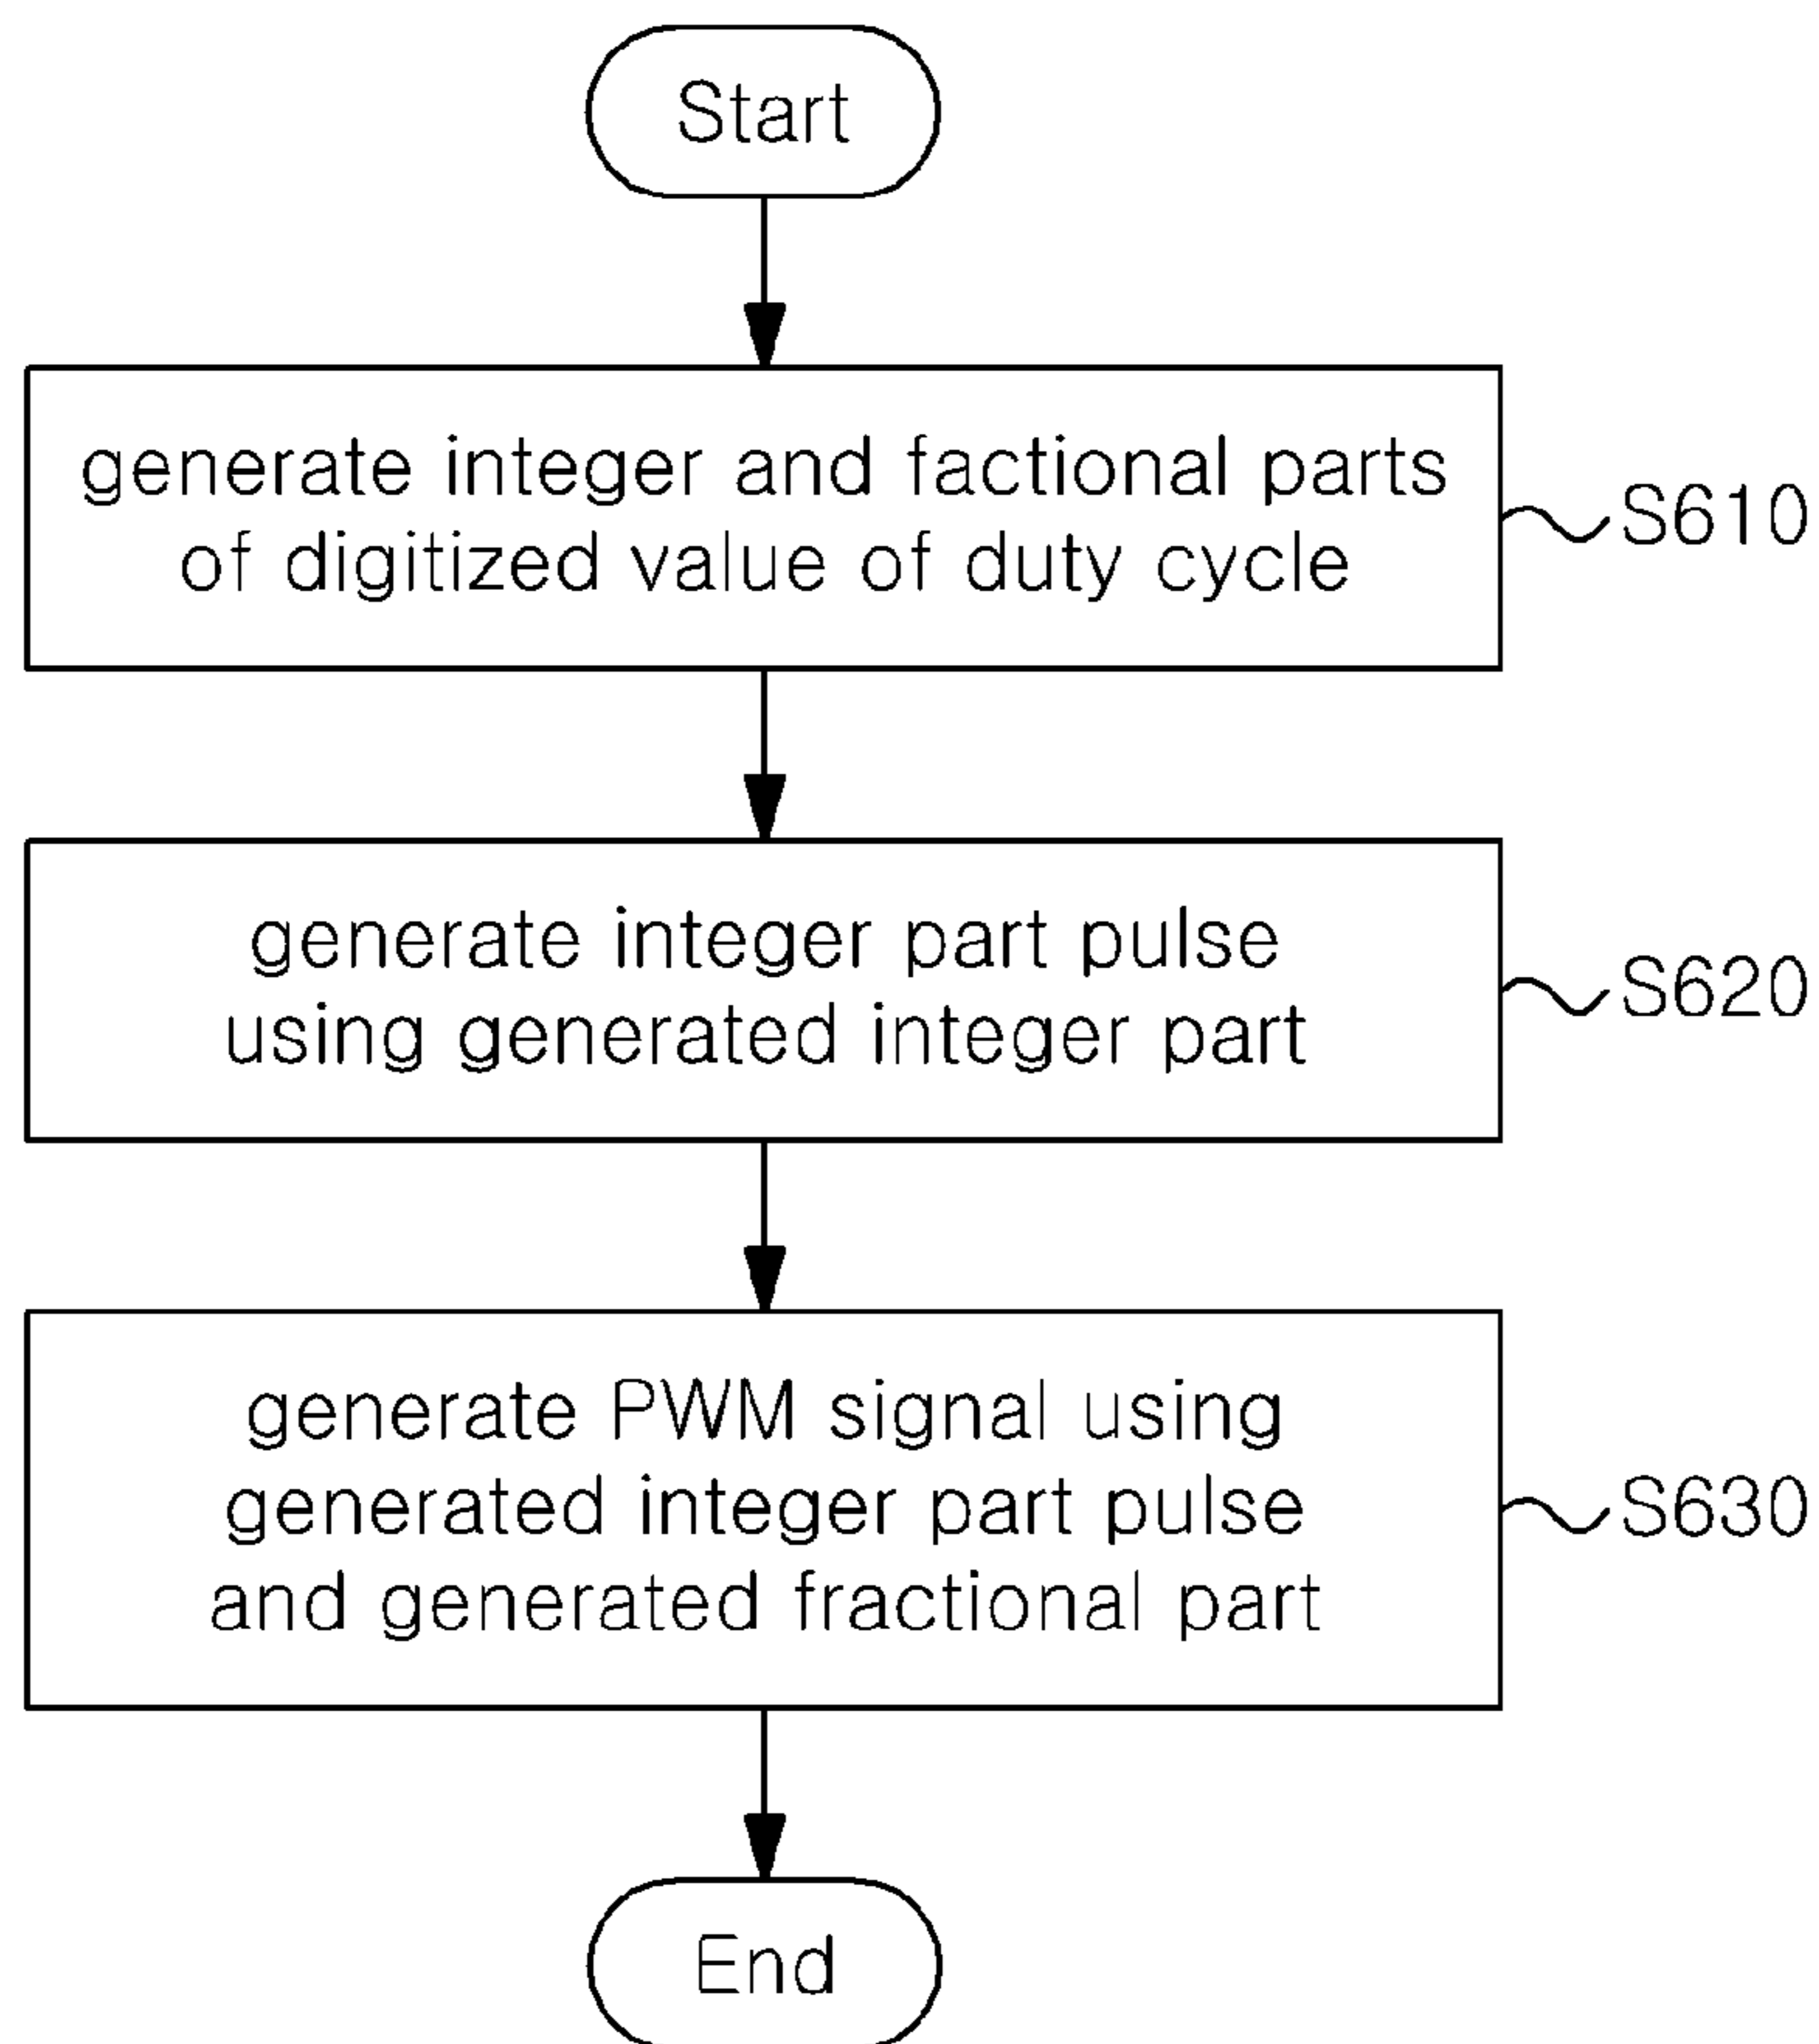 Start
generate integer and factional parts
of digitized value of duty cycle
S610
generate integer part pulse
using generated integer part
S620
generate PWM signal using
generated integer part pulse
and generated fractional part
S630
End